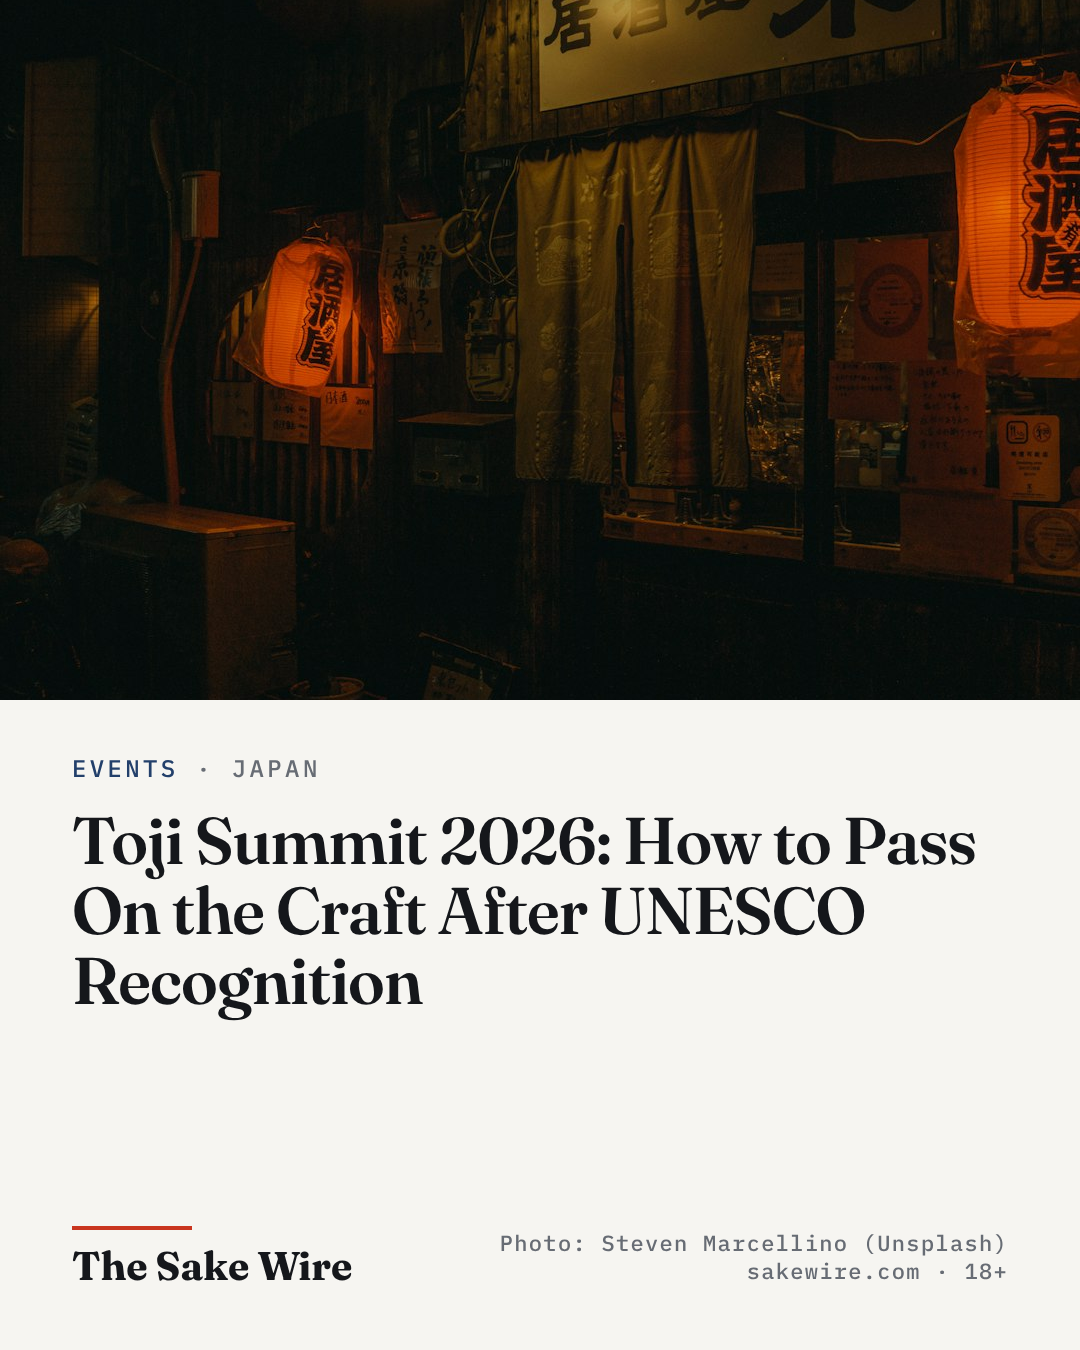 居酒屋
居酒屋
居酒屋
EVENTS · JAPAN
Toji Summit 2026: How to Pass
On the Craft After UNESCO
Recognition
The Sake Wire
Photo: Steven Marcellino (Unsplash)
sakewire.com · 18+